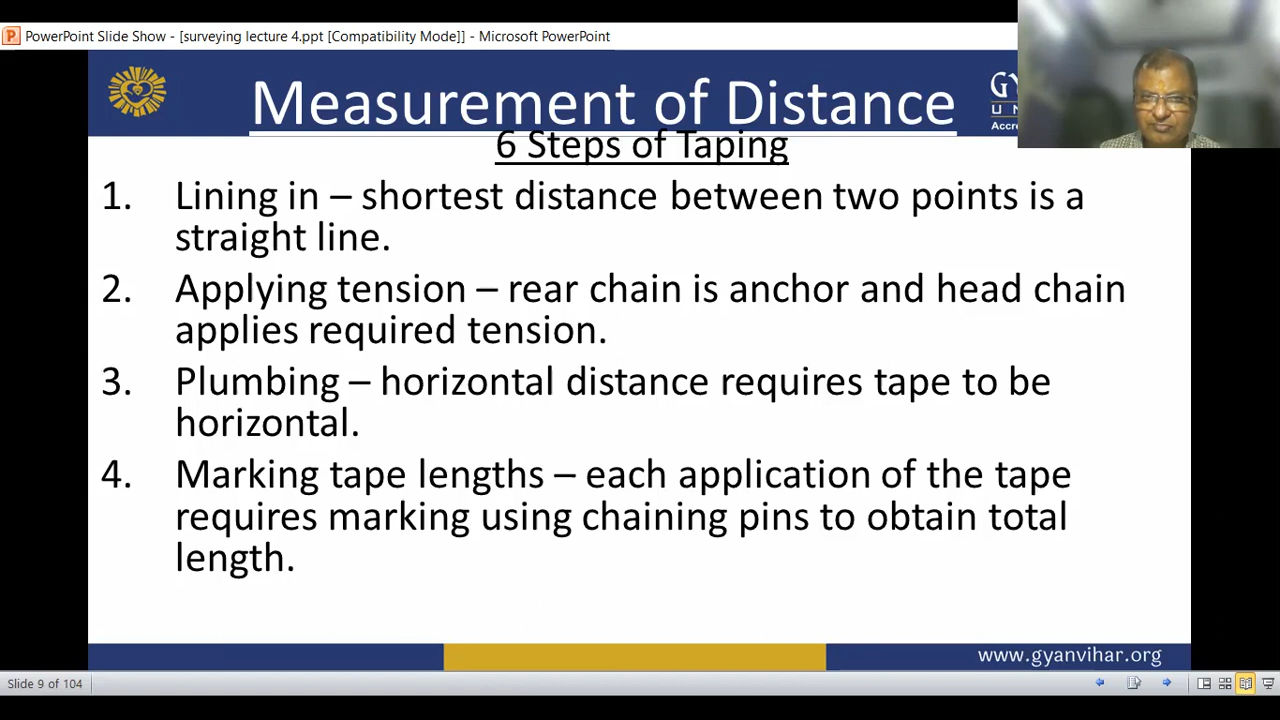 PowerPoint Slide Show - [surveying lecture 4.ppt [Compatibility Mode]] - Microsoft PowerPoint
Measurement of Distance
GY
U N
Accre
6 Steps of Taping
1. Lining in – shortest distance between two points is a
straight line.
2. Applying tension – rear chain is anchor and head chain
applies required tension.
3. Plumbing – horizontal distance requires tape to be
horizontal.
4. Marking tape lengths – each application of the tape
requires marking using chaining pins to obtain total
length.
www.gyanvihar.org
Slide 9 of 104